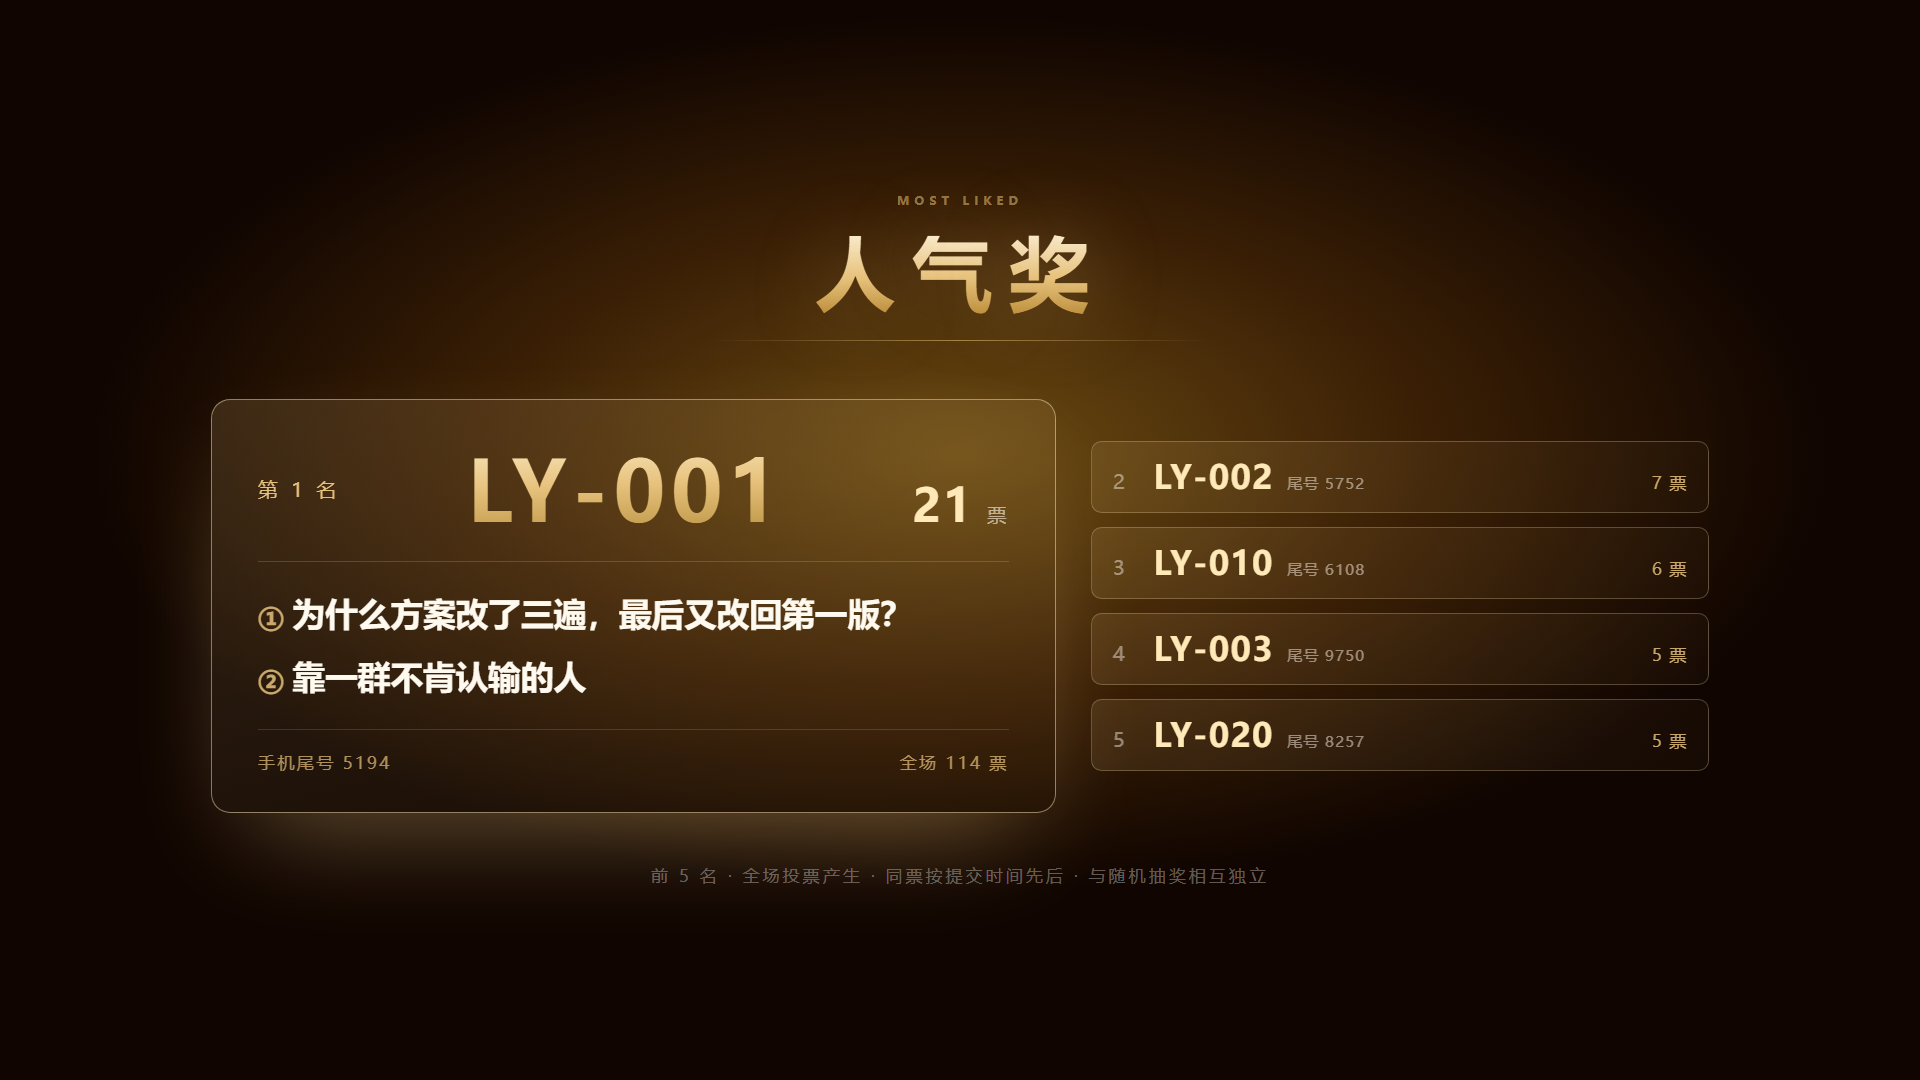 MOST LIKED
人气奖
第 1 名 LY-001 21 票
① 为什么方案改了三遍，最后又改回第一版？
② 靠一群不肯认输的人
手机尾号 5194 全场 114 票
2 LY-002 尾号 5752 7 票
3 LY-010 尾号 6108 6 票
4 LY-003 尾号 9750 5 票
5 LY-020 尾号 8257 5 票
前 5 名 · 全场投票产生 · 同票按提交时间先后 · 与随机抽奖相互独立